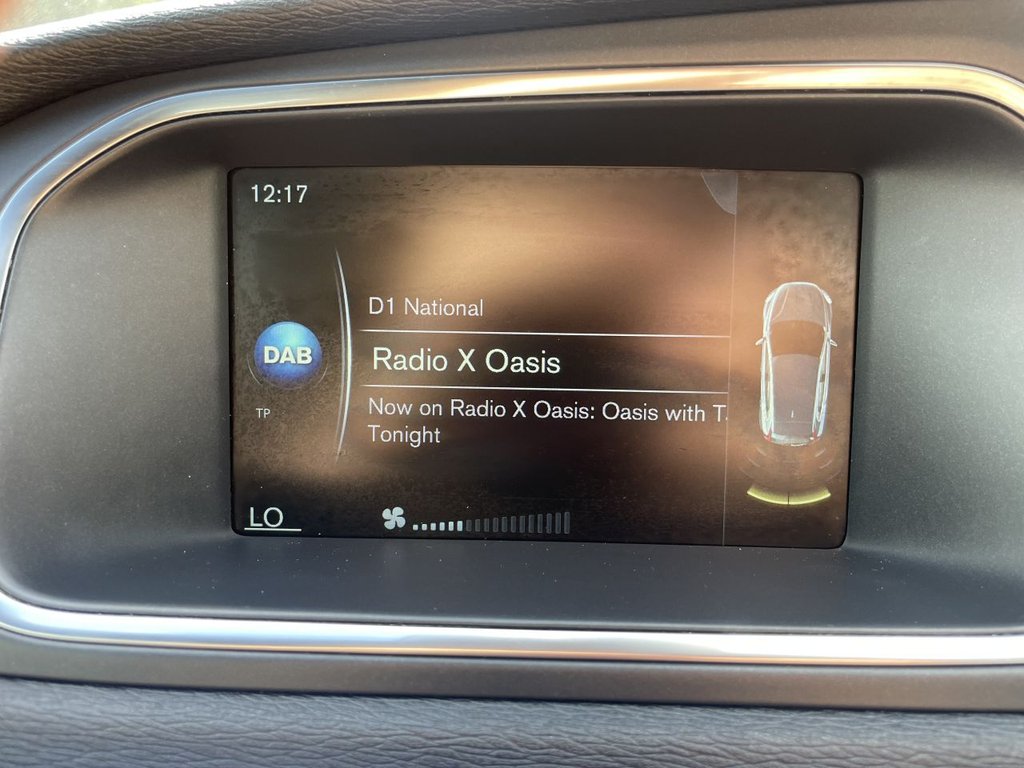 12:17
D1 National
DAB
Radio X Oasis
TP
Now on Radio X Oasis: Oasis with T
Tonight
LO